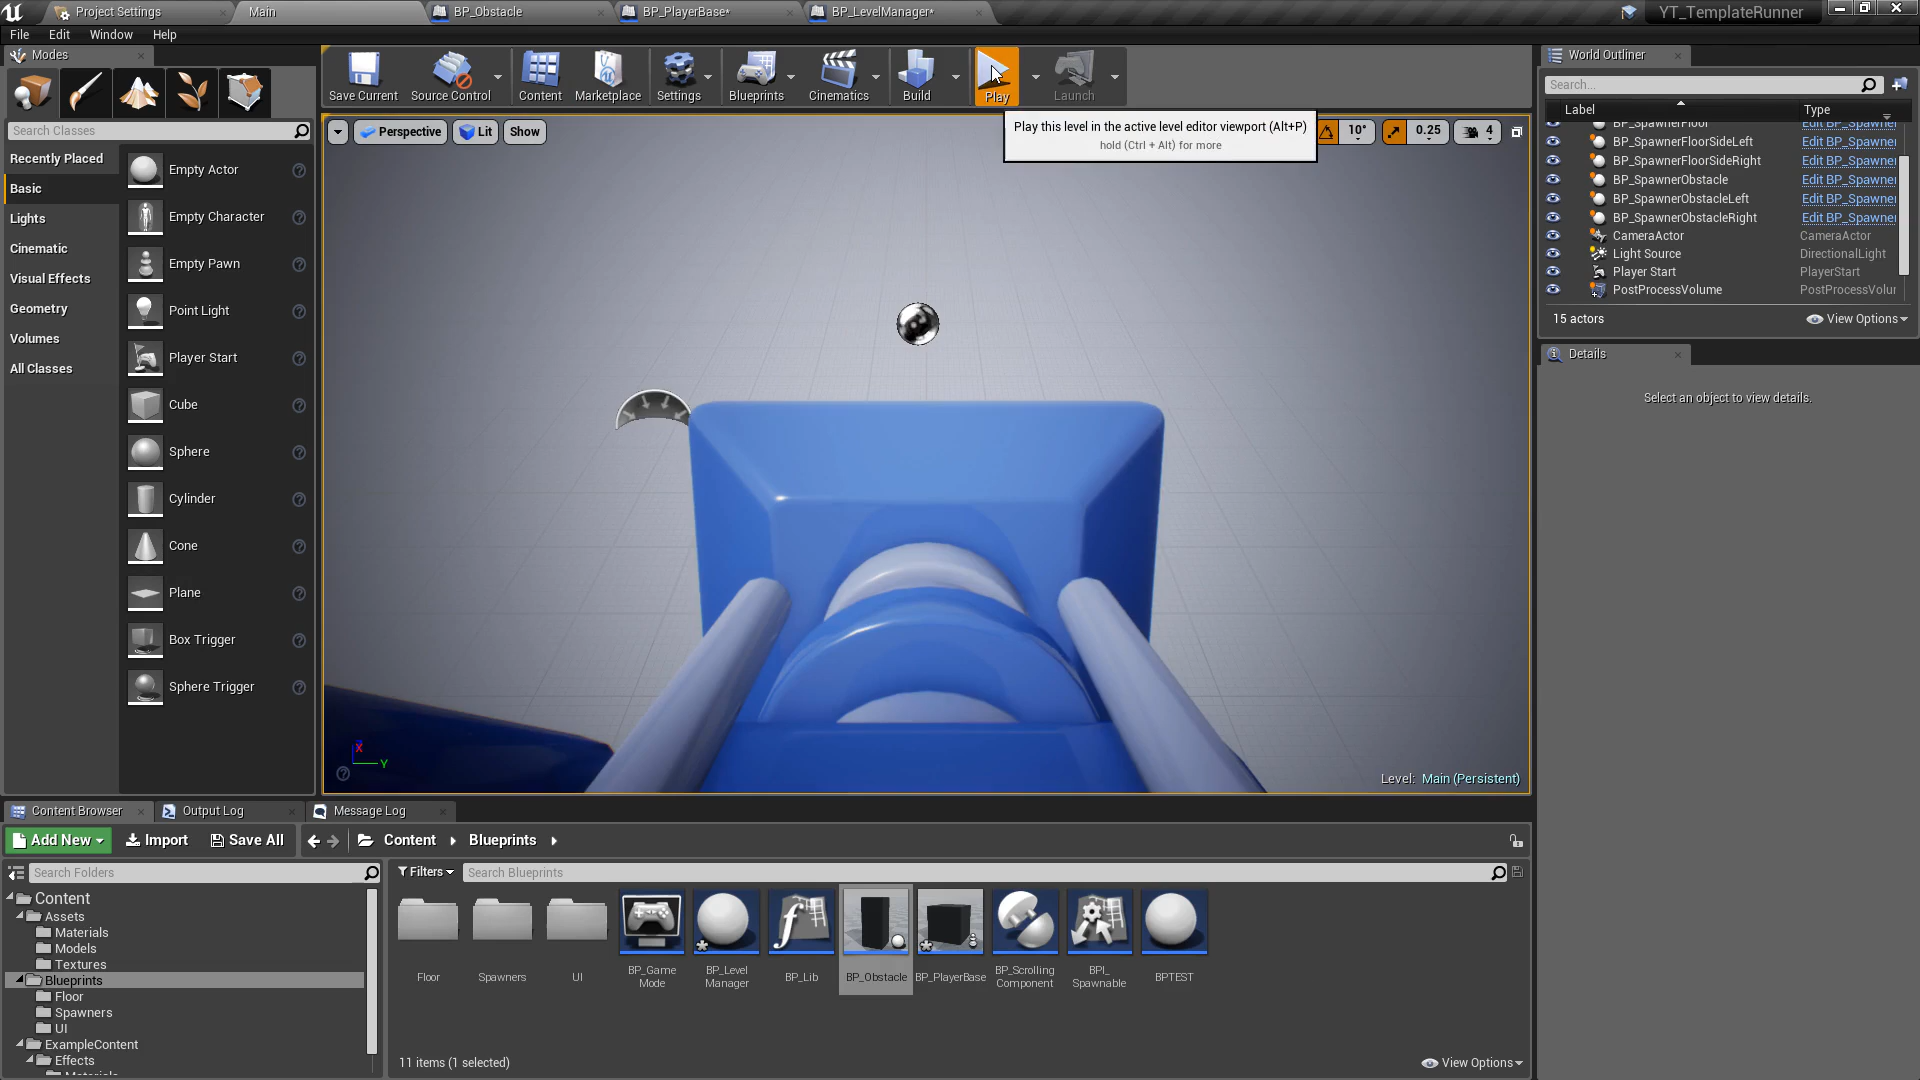 Project Settings
Main
BP_Obstacle
BP_PlayerBase*
BP_LevelManager*
YT_TemplateRunner
File
Edit
Window
Help
Modes
Search Classes
Recently Placed
Basic
Lights
Cinematic
Visual Effects
Geometry
Volumes
All Classes
Empty Actor
Empty Character
Empty Pawn
Point Light
Player Start
Cube
Sphere
Cylinder
Cone
Plane
Box Trigger
Sphere Trigger
Save Current
Source Control
Content
Marketplace
Settings
Blueprints
Cinematics
Build
Play
Launch
Play this level in the active level editor viewport (Alt+P)
hold (Ctrl + Alt) for more
Perspective
Lit
Show
10°
0.25
4
X
Y
Level: Main (Persistent)
World Outliner
Search...
Label
Type
BP_SpawnerFloor Edit BP_Spawner
BP_SpawnerFloorSideLeft Edit BP_Spawner
BP_SpawnerFloorSideRight Edit BP_Spawner
BP_SpawnerObstacle Edit BP_Spawner
BP_SpawnerObstacleLeft Edit BP_Spawner
BP_SpawnerObstacleRight Edit BP_Spawner
CameraActor CameraActor
Light Source DirectionalLight
Player Start PlayerStart
PostProcessVolume PostProcessVolur
15 actors
View Options
Details
Select an object to view details.
Content Browser
Output Log
Message Log
Add New
Import
Save All
Content
Blueprints
Search Folders
Filters
Search Blueprints
Content
Assets
Materials
Models
Textures
Blueprints
Floor
Spawners
UI
ExampleContent
Effects
Floor
Spawners
UI
BP_Game
Mode
BP_Level
Manager
BP_Lib
BP_Obstacle
BP_PlayerBase
BP_Scrolling
Component
BPI_
Spawnable
BPTEST
11 items (1 selected)
View Options